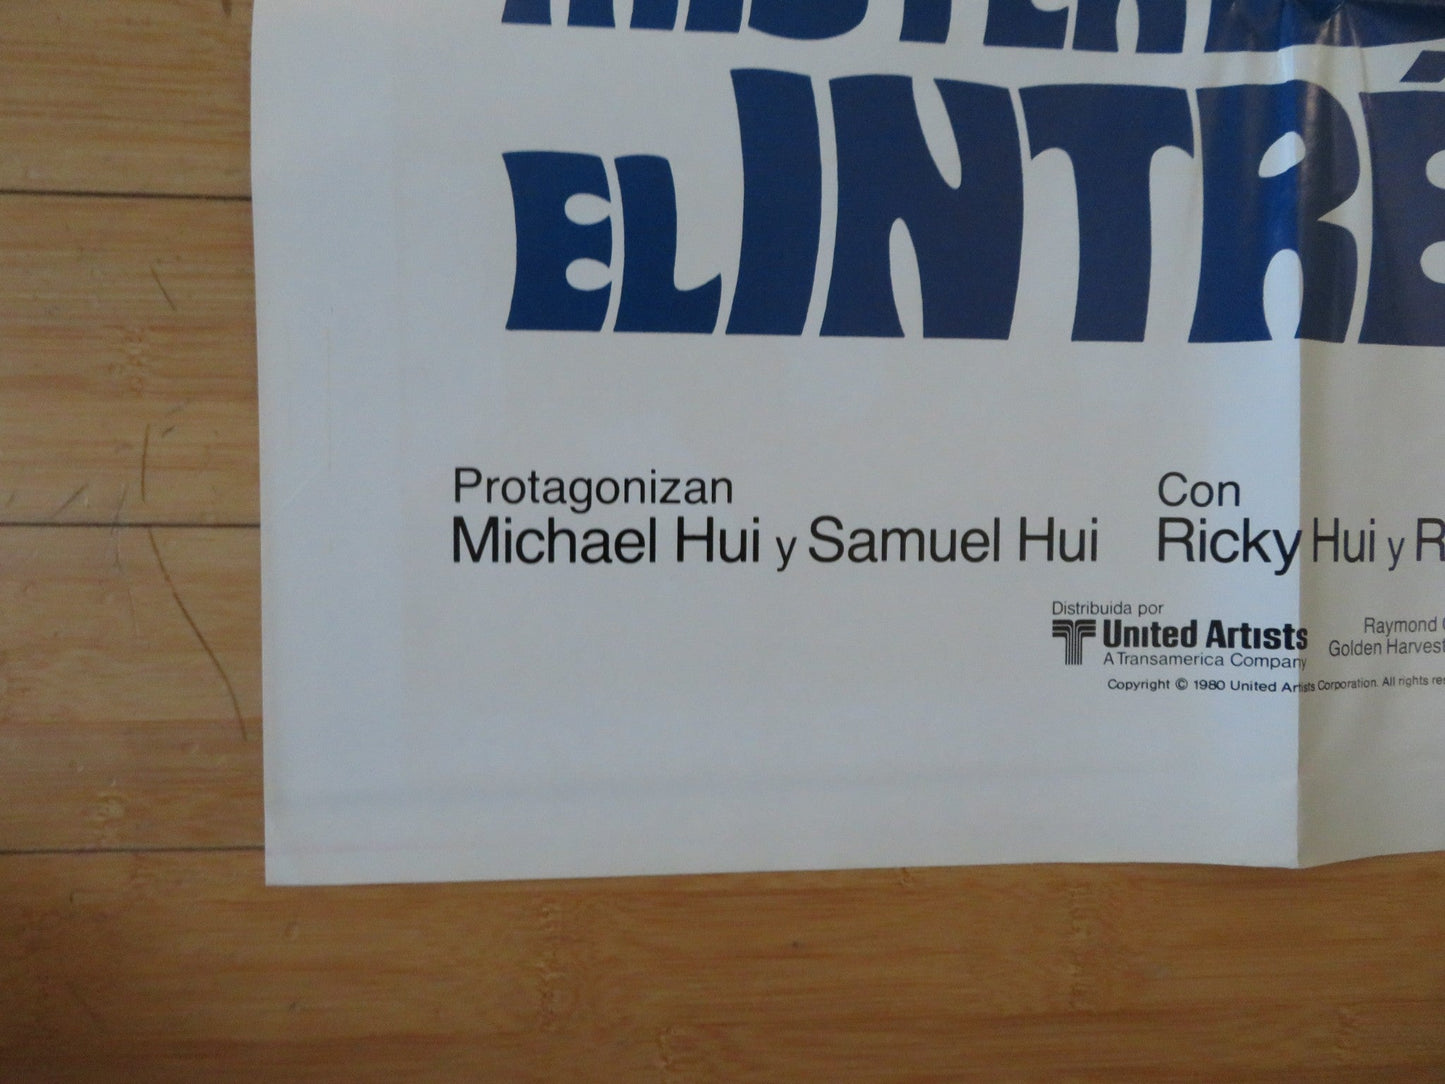 EL INTRÉ
Protagonizan
Michael Hui y Samuel Hui
Con
Ricky Hui y R
Distribuida por
United Artists
A Transamerica Company
Raymond
Golden Harvest
Copyright © 1980 United Artists Corporation. All rights re